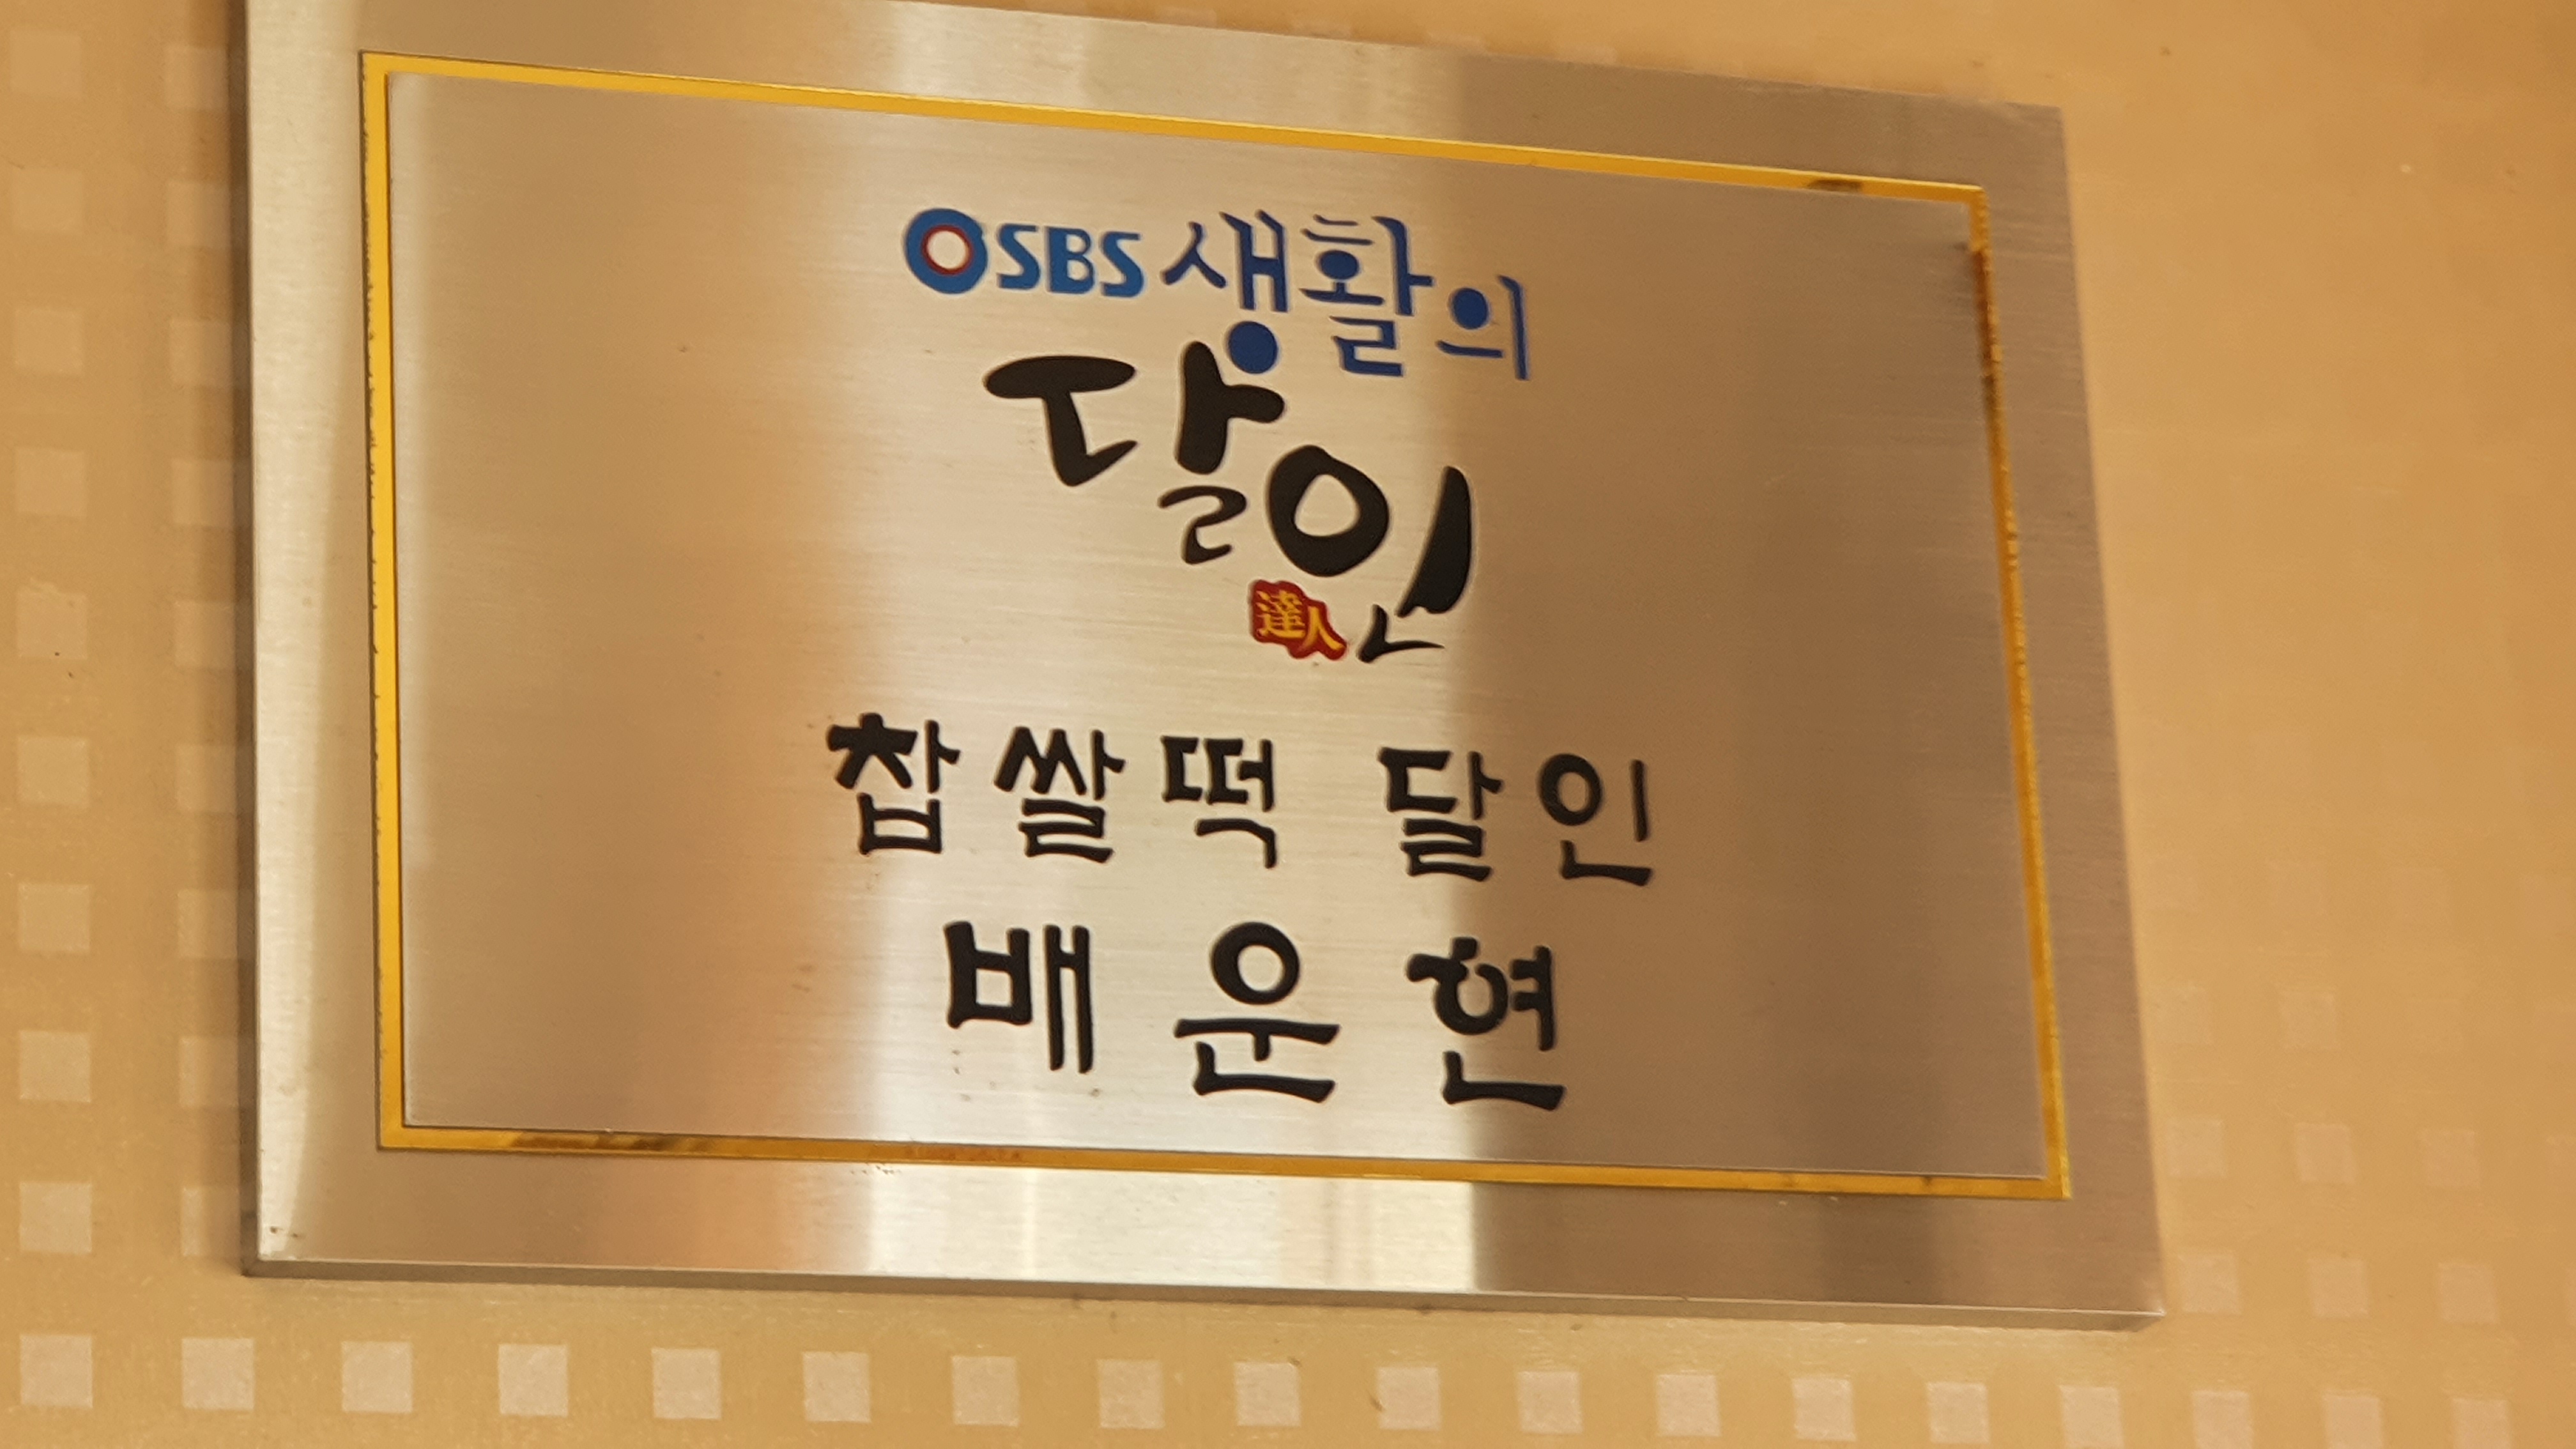 SBS 생활의
달인
達人
찹쌀떡 달인
배운현